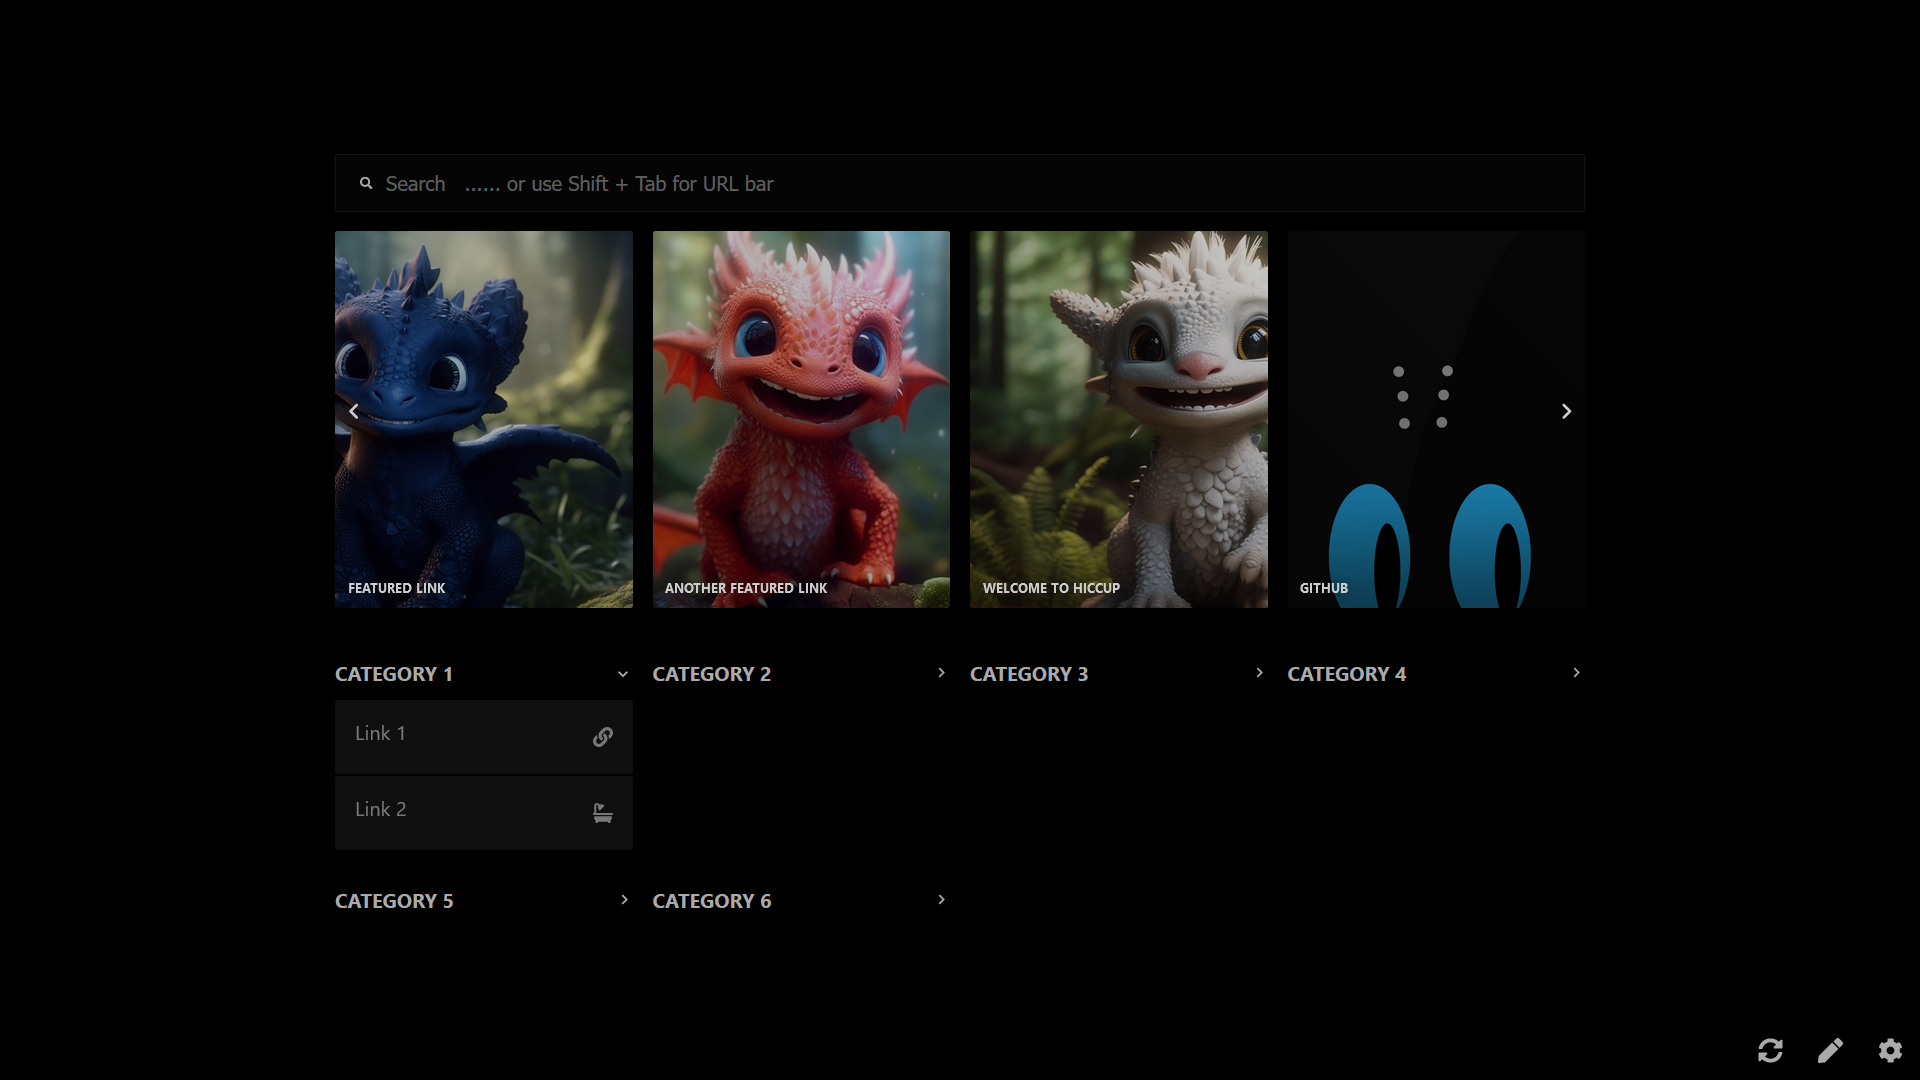 Search ...... or use Shift + Tab for URL bar
FEATURED LINK
ANOTHER FEATURED LINK
WELCOME TO HICCUP
GITHUB
CATEGORY 1
CATEGORY 2
CATEGORY 3
CATEGORY 4
Link 1
Link 2
CATEGORY 5
CATEGORY 6